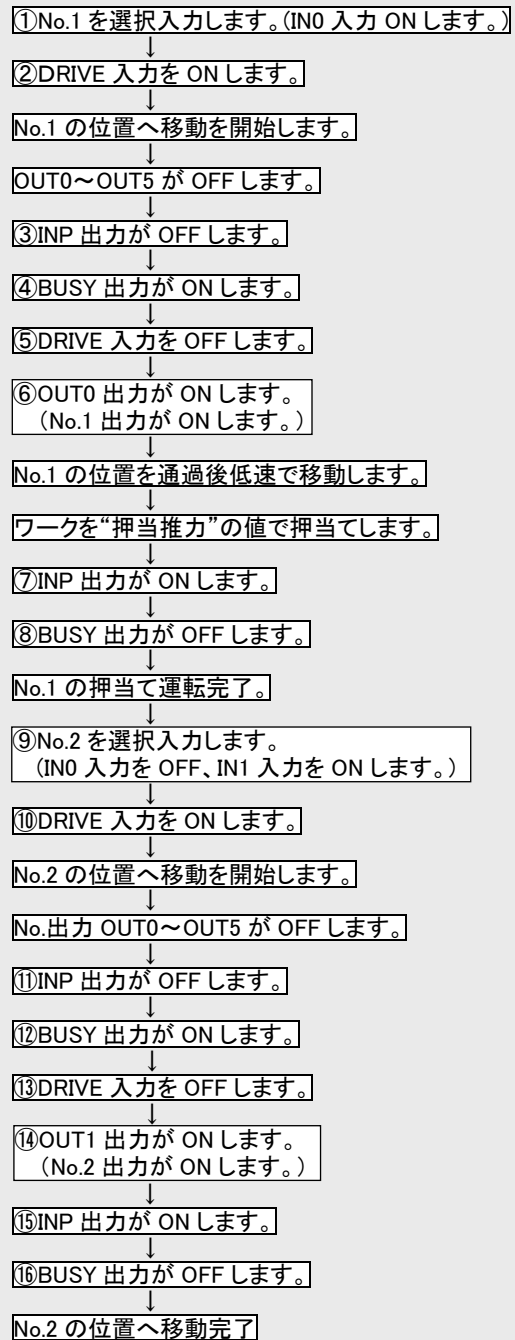 ①No.1 を選択入力します。(IN0 入力 ON します。)
↓
②DRIVE 入力を ON します。
↓
No.1 の位置へ移動を開始します。
↓
OUT0～OUT5 が OFF します。
↓
③INP 出力が OFF します。
↓
④BUSY 出力が ON します。
↓
⑤DRIVE 入力を OFF します。
↓
⑥OUT0 出力が ON します。
（No.1 出力が ON します。）
↓
No.1 の位置を通過後低速で移動します。
↓
ワークを“押当推力”の値で押当てします。
↓
⑦INP 出力が ON します。
↓
⑧BUSY 出力が OFF します。
↓
No.1 の押当て運転完了。
↓
⑨No.2 を選択入力します。
（IN0 入力を OFF、IN1 入力を ON します。）
↓
⑩DRIVE 入力を ON します。
↓
No.2 の位置へ移動を開始します。
↓
No.出力 OUT0～OUT5 が OFF します。
↓
⑪INP 出力が OFF します。
↓
⑫BUSY 出力が ON します。
↓
⑬DRIVE 入力を OFF します。
↓
⑭OUT1 出力が ON します。
（No.2 出力が ON します。）
↓
⑮INP 出力が ON します。
↓
⑯BUSY 出力が OFF します。
↓
No.2 の位置へ移動完了